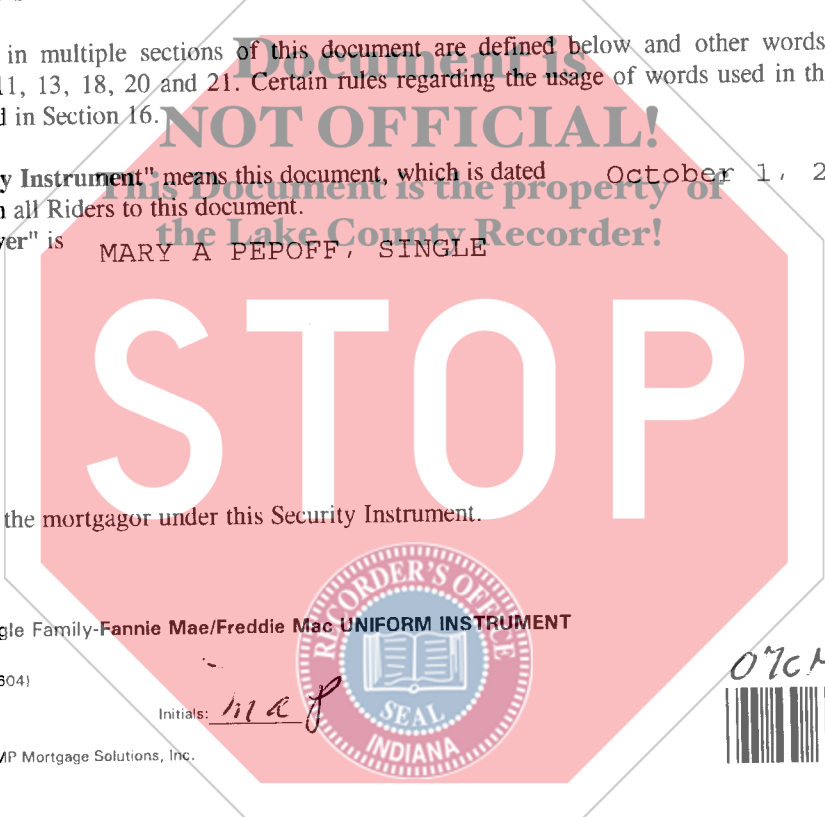 in multiple sections of this document are defined below and other words
11, 13, 18, 20 and 21. Certain rules regarding the usage of words used in th
d in Section 16.
Document is
NOT OFFICIAL!
This Document is the property of
the Lake County Recorder!
y Instrument" means this document, which is dated October 1, 2
all Riders to this document.
er" is MARY A PEPOFF, SINGLE
STOP
the mortgagor under this Security Instrument.
RECORDER'S OFFICE
SEAL
INDIANA
gle Family-Fannie Mae/Freddie Mac UNIFORM INSTRUMENT
604)
Initials: map
MP Mortgage Solutions, Inc.